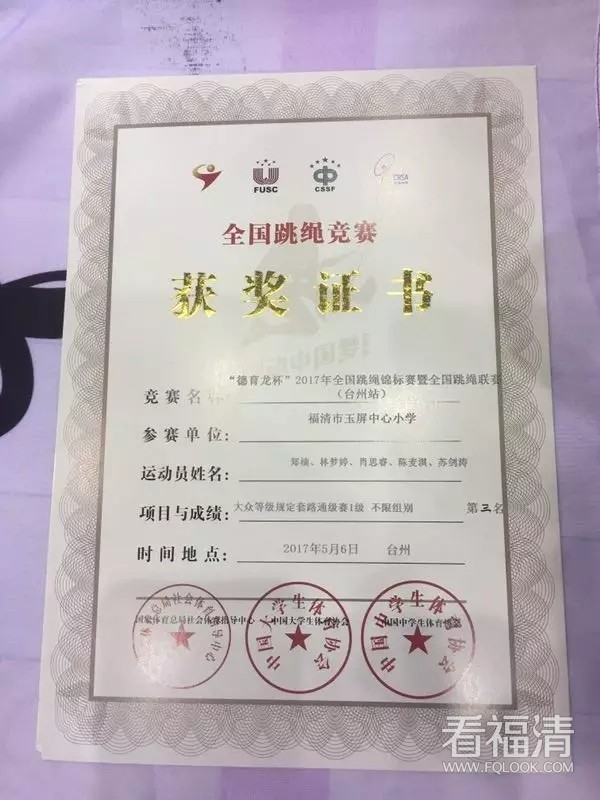 FUSC
CSSF
CRSA
全国跳绳竞赛
获奖证书
竞赛名称:
“德育龙杯”2017年全国跳绳锦标赛暨全国跳绳联赛
(台州站)
参赛单位:
福清市玉屏中心小学
运动员姓名:
郑楠、林梦婷、肖思睿、陈麦淇、苏剑涛
项目与成绩:
大众等级规定套路通级赛1级 不限组别 第三名
时间地点:
2017年5月6日 台州
国家体育总局社会体育指导中心 中国大学生体育协会 中国中学生体育协会
看福清
WWW.FQLOOK.COM